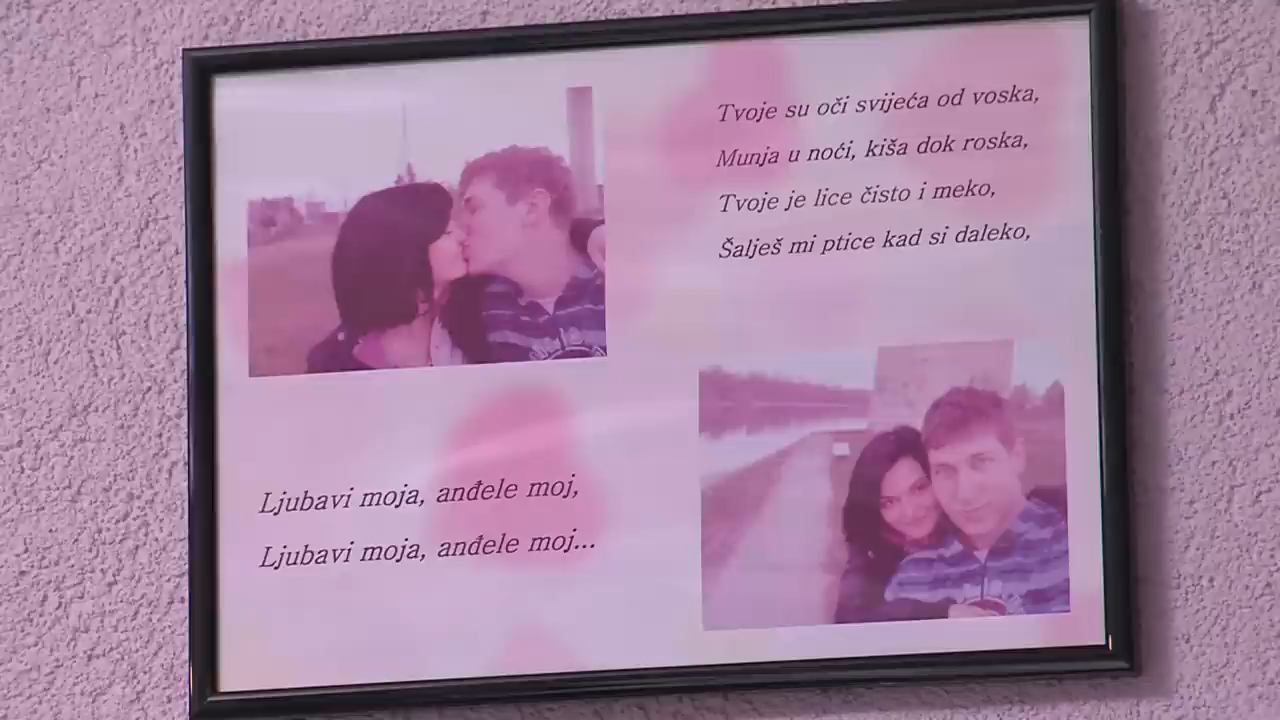 Tvoje su oči svijeća od voska,
Munja u noći, kiša dok roska,
Tvoje je lice čisto i meko,
Šalješ mi ptice kad si daleko,
Ljubavi moja, anđele moj,
Ljubavi moja, anđele moj...